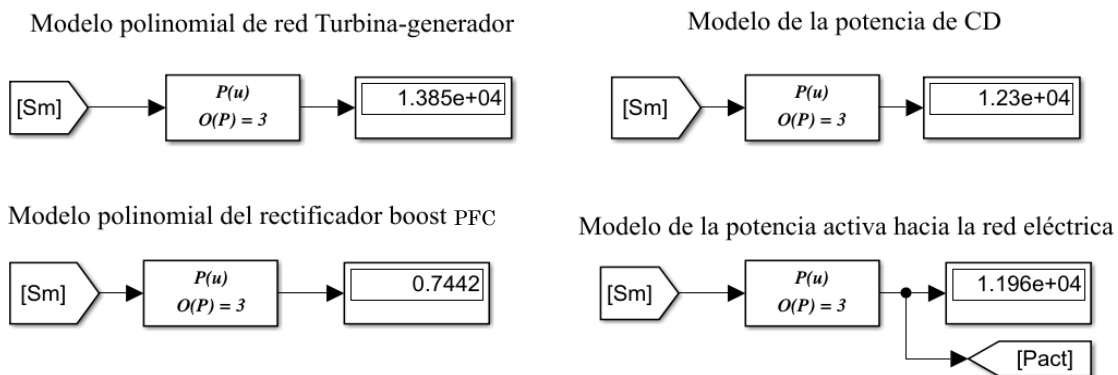 Modelo polinomial de red Turbina-generador
[Sm]
P(u)
O(P) = 3
1.385e+04
Modelo de la potencia de CD
[Sm]
P(u)
O(P) = 3
1.23e+04
Modelo polinomial del rectificador boost PFC
[Sm]
P(u)
O(P) = 3
0.7442
Modelo de la potencia activa hacia la red eléctrica
[Sm]
P(u)
O(P) = 3
1.196e+04
[Pact]